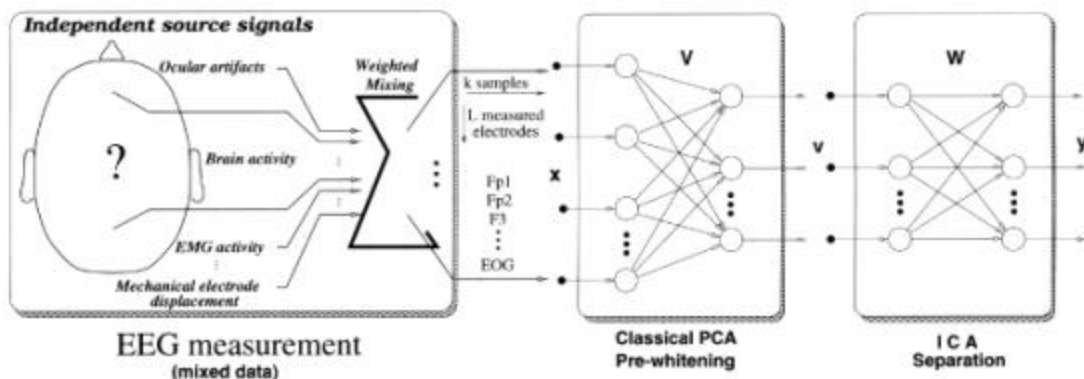 Independent source signals
Ocular artifacts
Weighted
Mixing
?
Brain activity
EMG activity
Mechanical electrode
displacement
k samples
L measured
electrodes
Fp1
Fp2
F3
EOG
x
V
v
W
y
EEG measurement
(mixed data)
Classical PCA
Pre-whitening
I C A
Separation